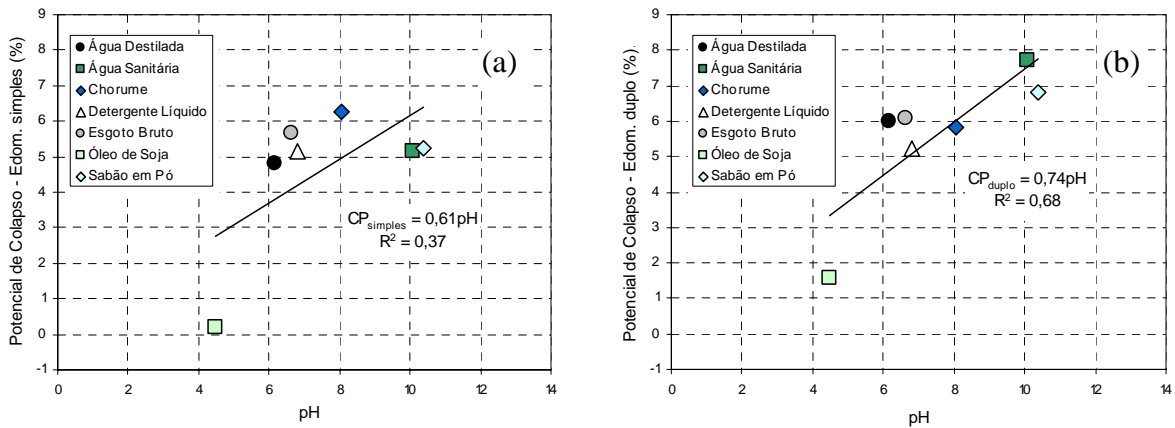 Potencial de Colapso - Edom. simples (%)
9
8
7
6
5
4
3
2
1
0
-1
Água Destilada
Água Sanitária
Chorume
Detergente Líquido
Esgoto Bruto
Óleo de Soja
Sabão em Pó
(a)
CPsimples = 0,61pH
R² = 0,37
0 2 4 6 8 10 12 14
pH
Potencial de Colapso - Edom. duplo (%).
9
8
7
6
5
4
3
2
1
0
-1
Água Destilada
Água Sanitária
Chorume
Detergente Líquido
Esgoto Bruto
Óleo de Soja
Sabão em Pó
(b)
CPduplo = 0,74pH
R² = 0,68
0 2 4 6 8 10 12 14
pH